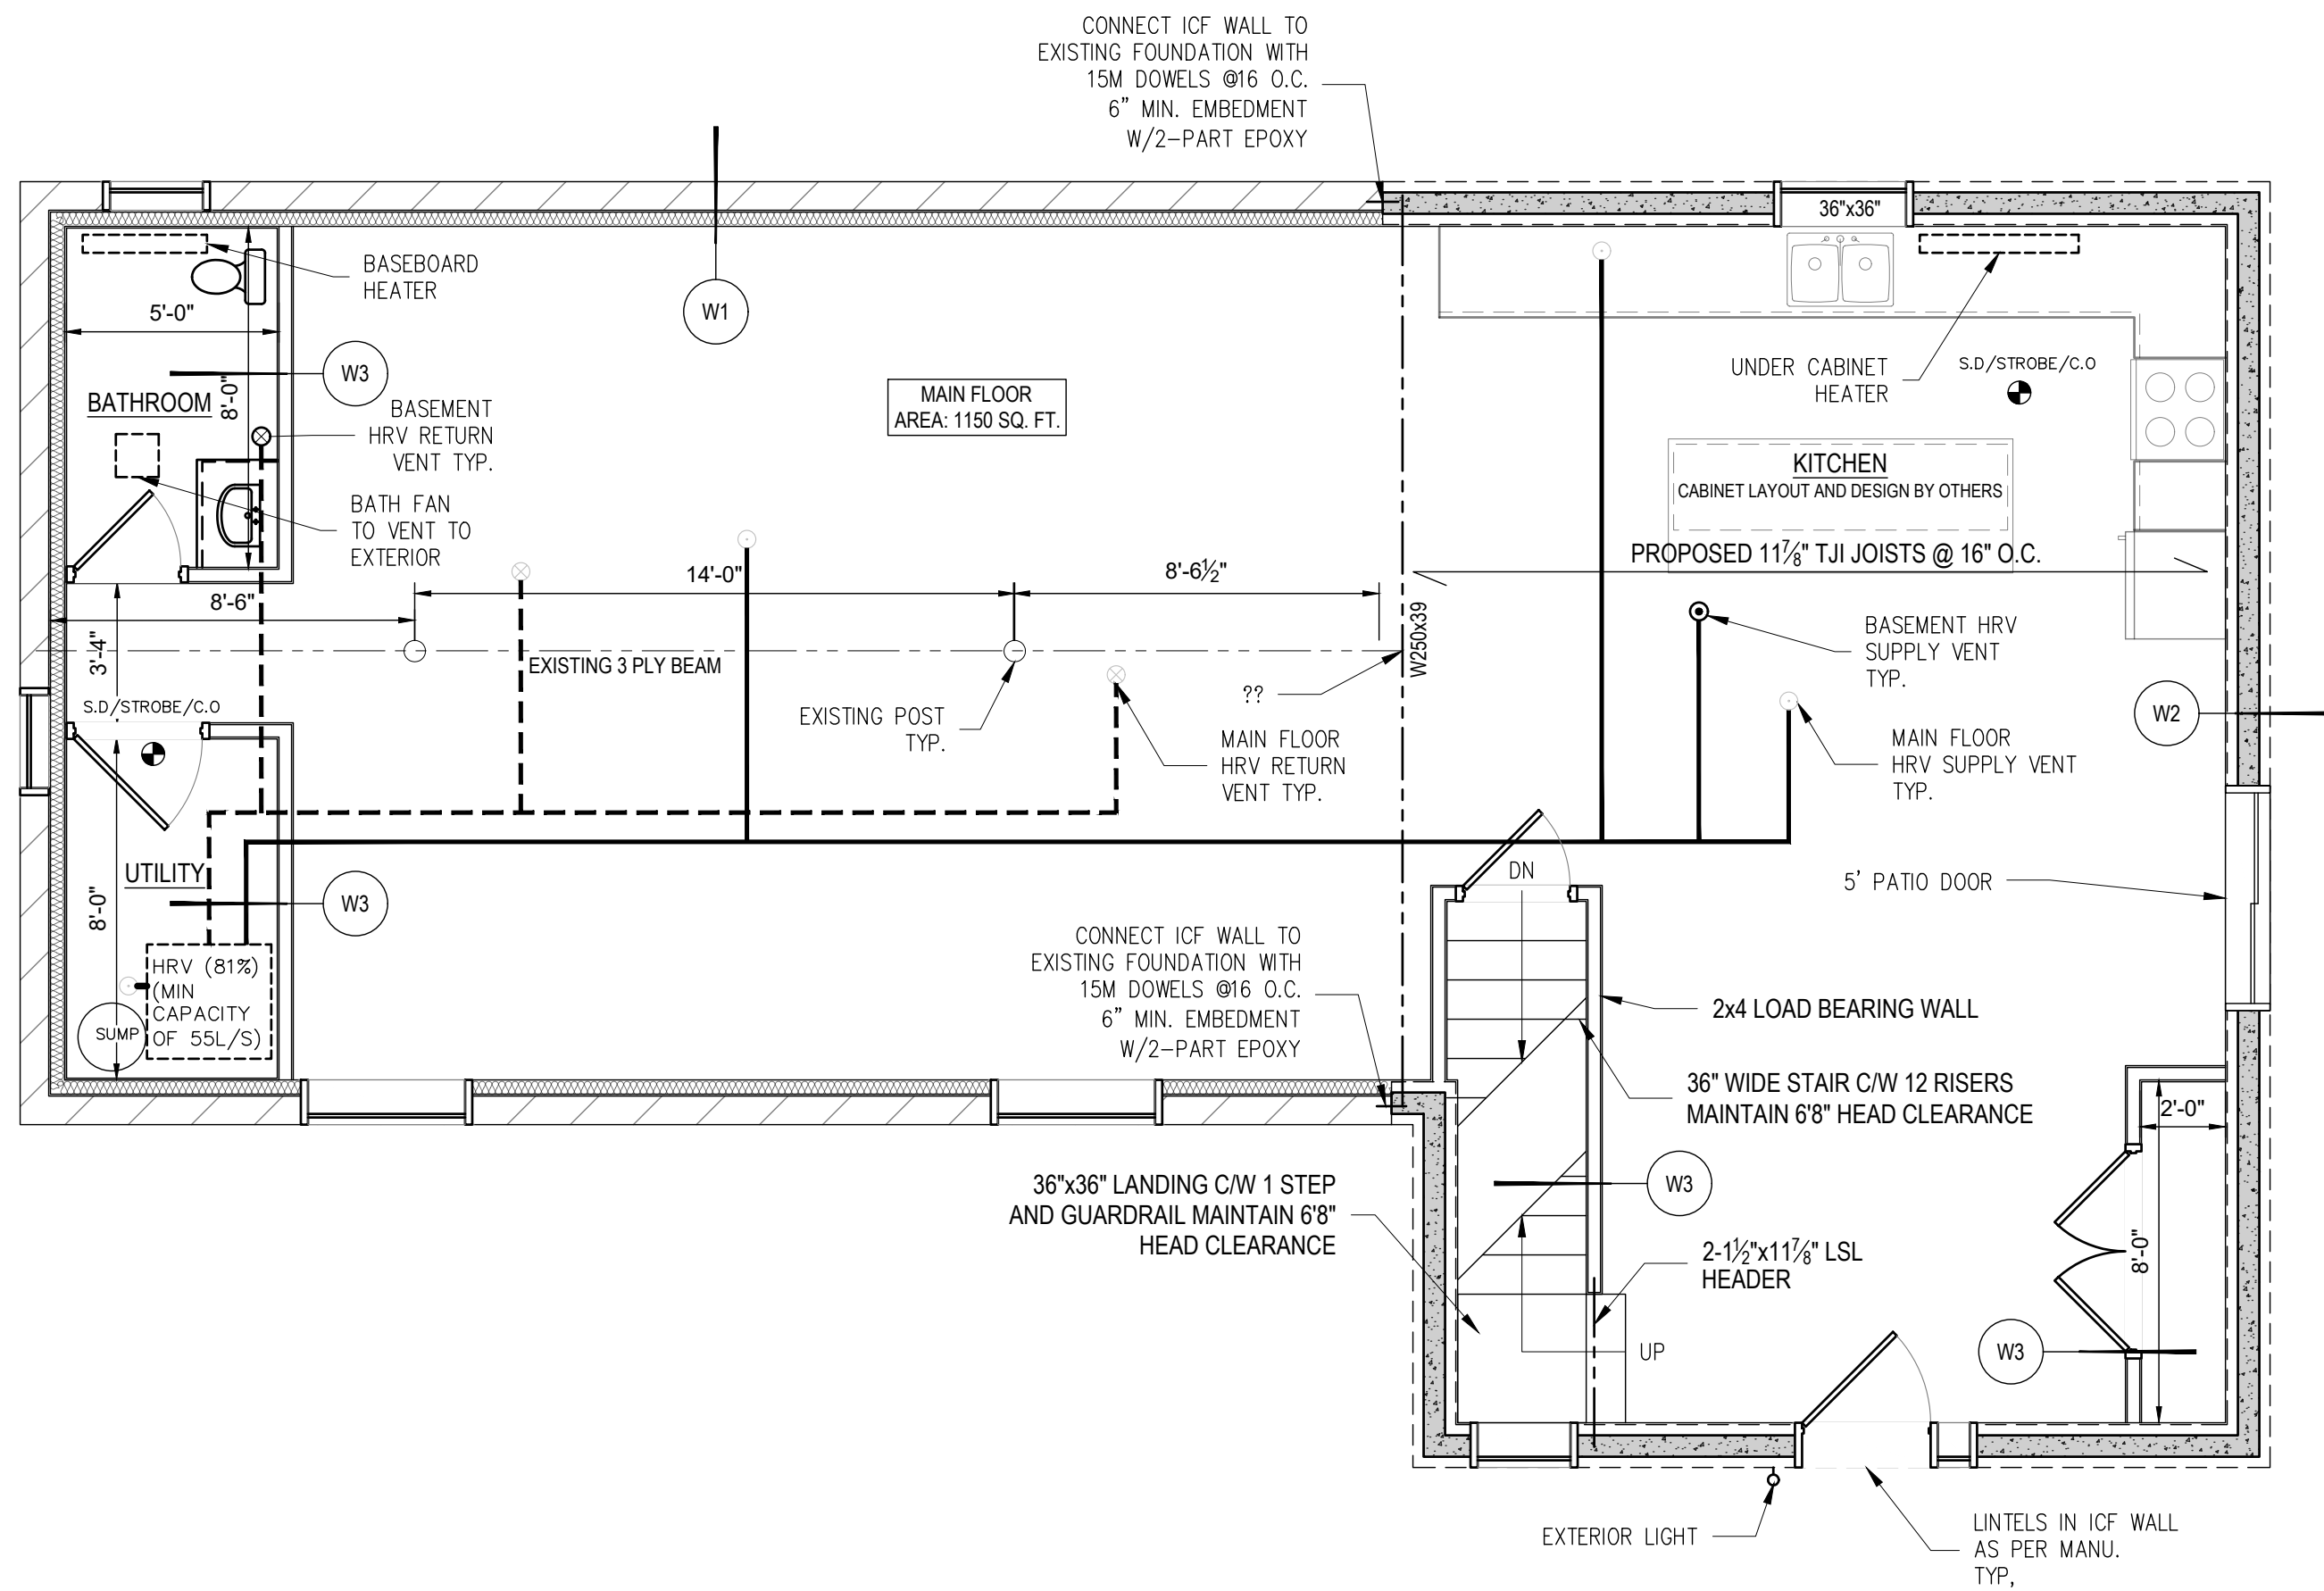 CONNECT ICF WALL TO
EXISTING FOUNDATION WITH
15M DOWELS @16 O.C.
6" MIN. EMBEDMENT
W/2-PART EPOXY
36"x36"
BASEBOARD
HEATER
5'-0"
W1
W3
8'-0"
BATHROOM
BASEMENT
HRV RETURN
VENT TYP.
MAIN FLOOR
AREA: 1150 SQ. FT.
UNDER CABINET
HEATER
S.D/STROBE/C.O
KITCHEN
CABINET LAYOUT AND DESIGN BY OTHERS
BATH FAN
TO VENT TO
EXTERIOR
PROPOSED 11⅞" TJI JOISTS @ 16" O.C.
14'-0"
8'-6½"
8'-6"
3'-4"
W250x39
EXISTING 3 PLY BEAM
BASEMENT HRV
SUPPLY VENT
TYP.
??
S.D/STROBE/C.O
EXISTING POST
TYP.
MAIN FLOOR
HRV RETURN
VENT TYP.
W2
MAIN FLOOR
HRV SUPPLY VENT
TYP.
UTILITY
8'-0"
W3
DN
5' PATIO DOOR
CONNECT ICF WALL TO
EXISTING FOUNDATION WITH
15M DOWELS @16 O.C.
6" MIN. EMBEDMENT
W/2-PART EPOXY
HRV (81%)
(MIN
CAPACITY
OF 55L/S)
SUMP
2x4 LOAD BEARING WALL
36" WIDE STAIR C/W 12 RISERS
MAINTAIN 6'8" HEAD CLEARANCE
2'-0"
36"x36" LANDING C/W 1 STEP
AND GUARDRAIL MAINTAIN 6'8"
HEAD CLEARANCE
W3
2-1½"x11⅞" LSL
HEADER
8'-0"
UP
W3
EXTERIOR LIGHT
LINTELS IN ICF WALL
AS PER MANU.
TYP,